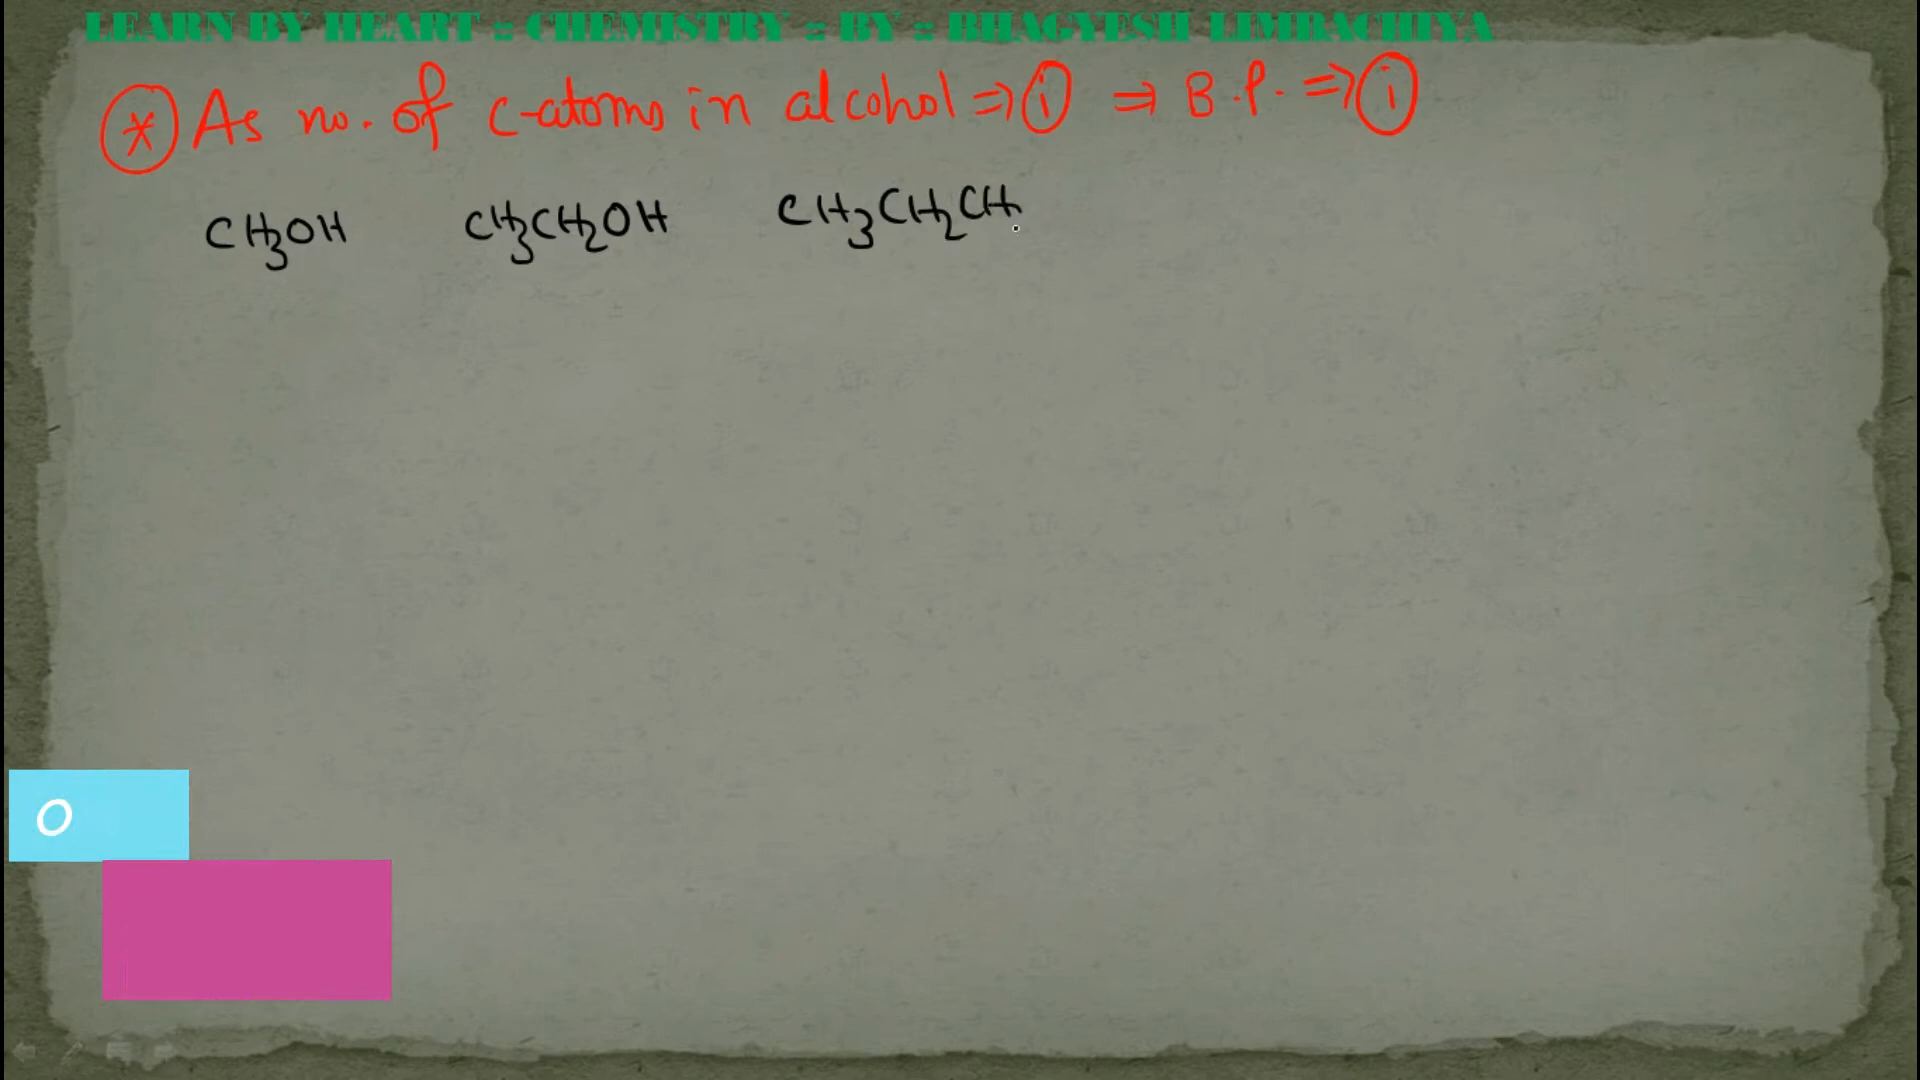 LEARN BY HEART :: CHEMISTRY :: BY :: BHAGYESH LIMBACHIYA
* As no. of c-atoms in alcohol ⇒ i ⇒ B.P. ⇒ i
CH3OH CH3CH2OH CH3CH2CH
O